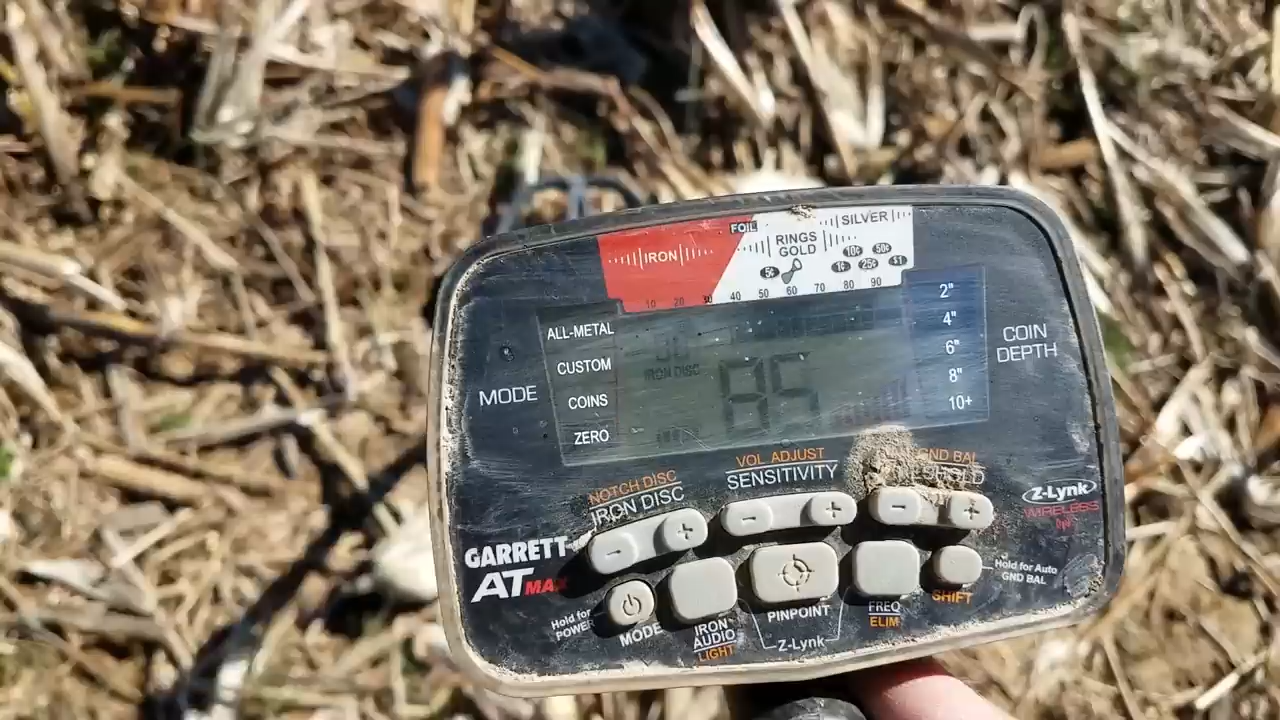 FOIL
SILVER
IRON
RINGS
GOLD
10¢ 50¢
5¢ 1¢ 25¢ $1
10 20 30 40 50 60 70 80 90
ALL-METAL
CUSTOM
COINS
ZERO
MODE
IRON DISC
85
2"
4"
6"
8"
10+
COIN
DEPTH
NOTCH DISC
IRON DISC
VOL ADJUST
SENSITIVITY
GND BAL
Z-Lynk
WIRELESS
GARRETT
AT MAX
Hold for
POWER
MODE
IRON
AUDIO
LIGHT
PINPOINT
Z-Lynk
FREQ
ELIM
SHIFT
Hold for Auto
GND BAL